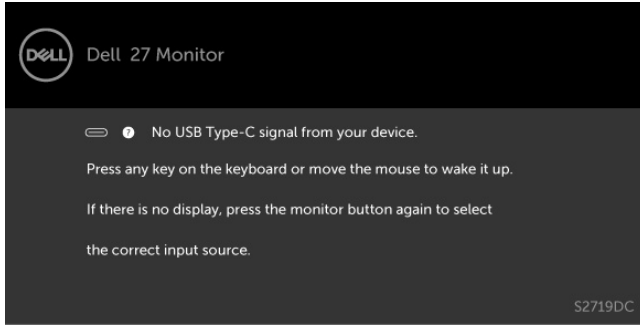 DELL Dell 27 Monitor
? No USB Type-C signal from your device.
Press any key on the keyboard or move the mouse to wake it up.
If there is no display, press the monitor button again to select
the correct input source.
S2719DC